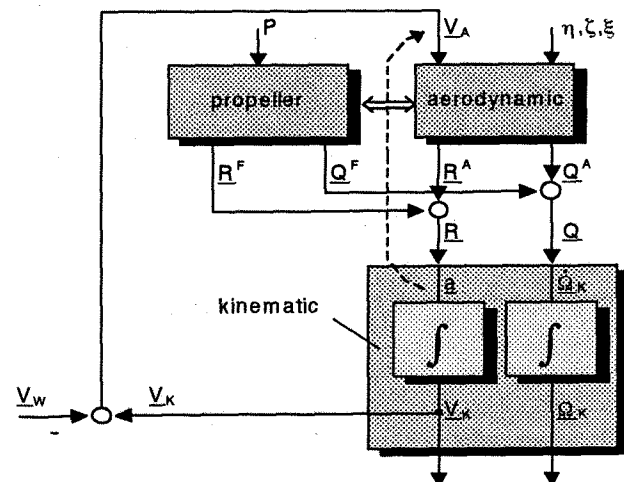 P V_A η,ζ,ξ
propeller aerodynamic
R^F Q^F R^A Q^A
R Q
a Ω̇_K
kinematic
∫ ∫
V_W V_K V_K Ω_K
-